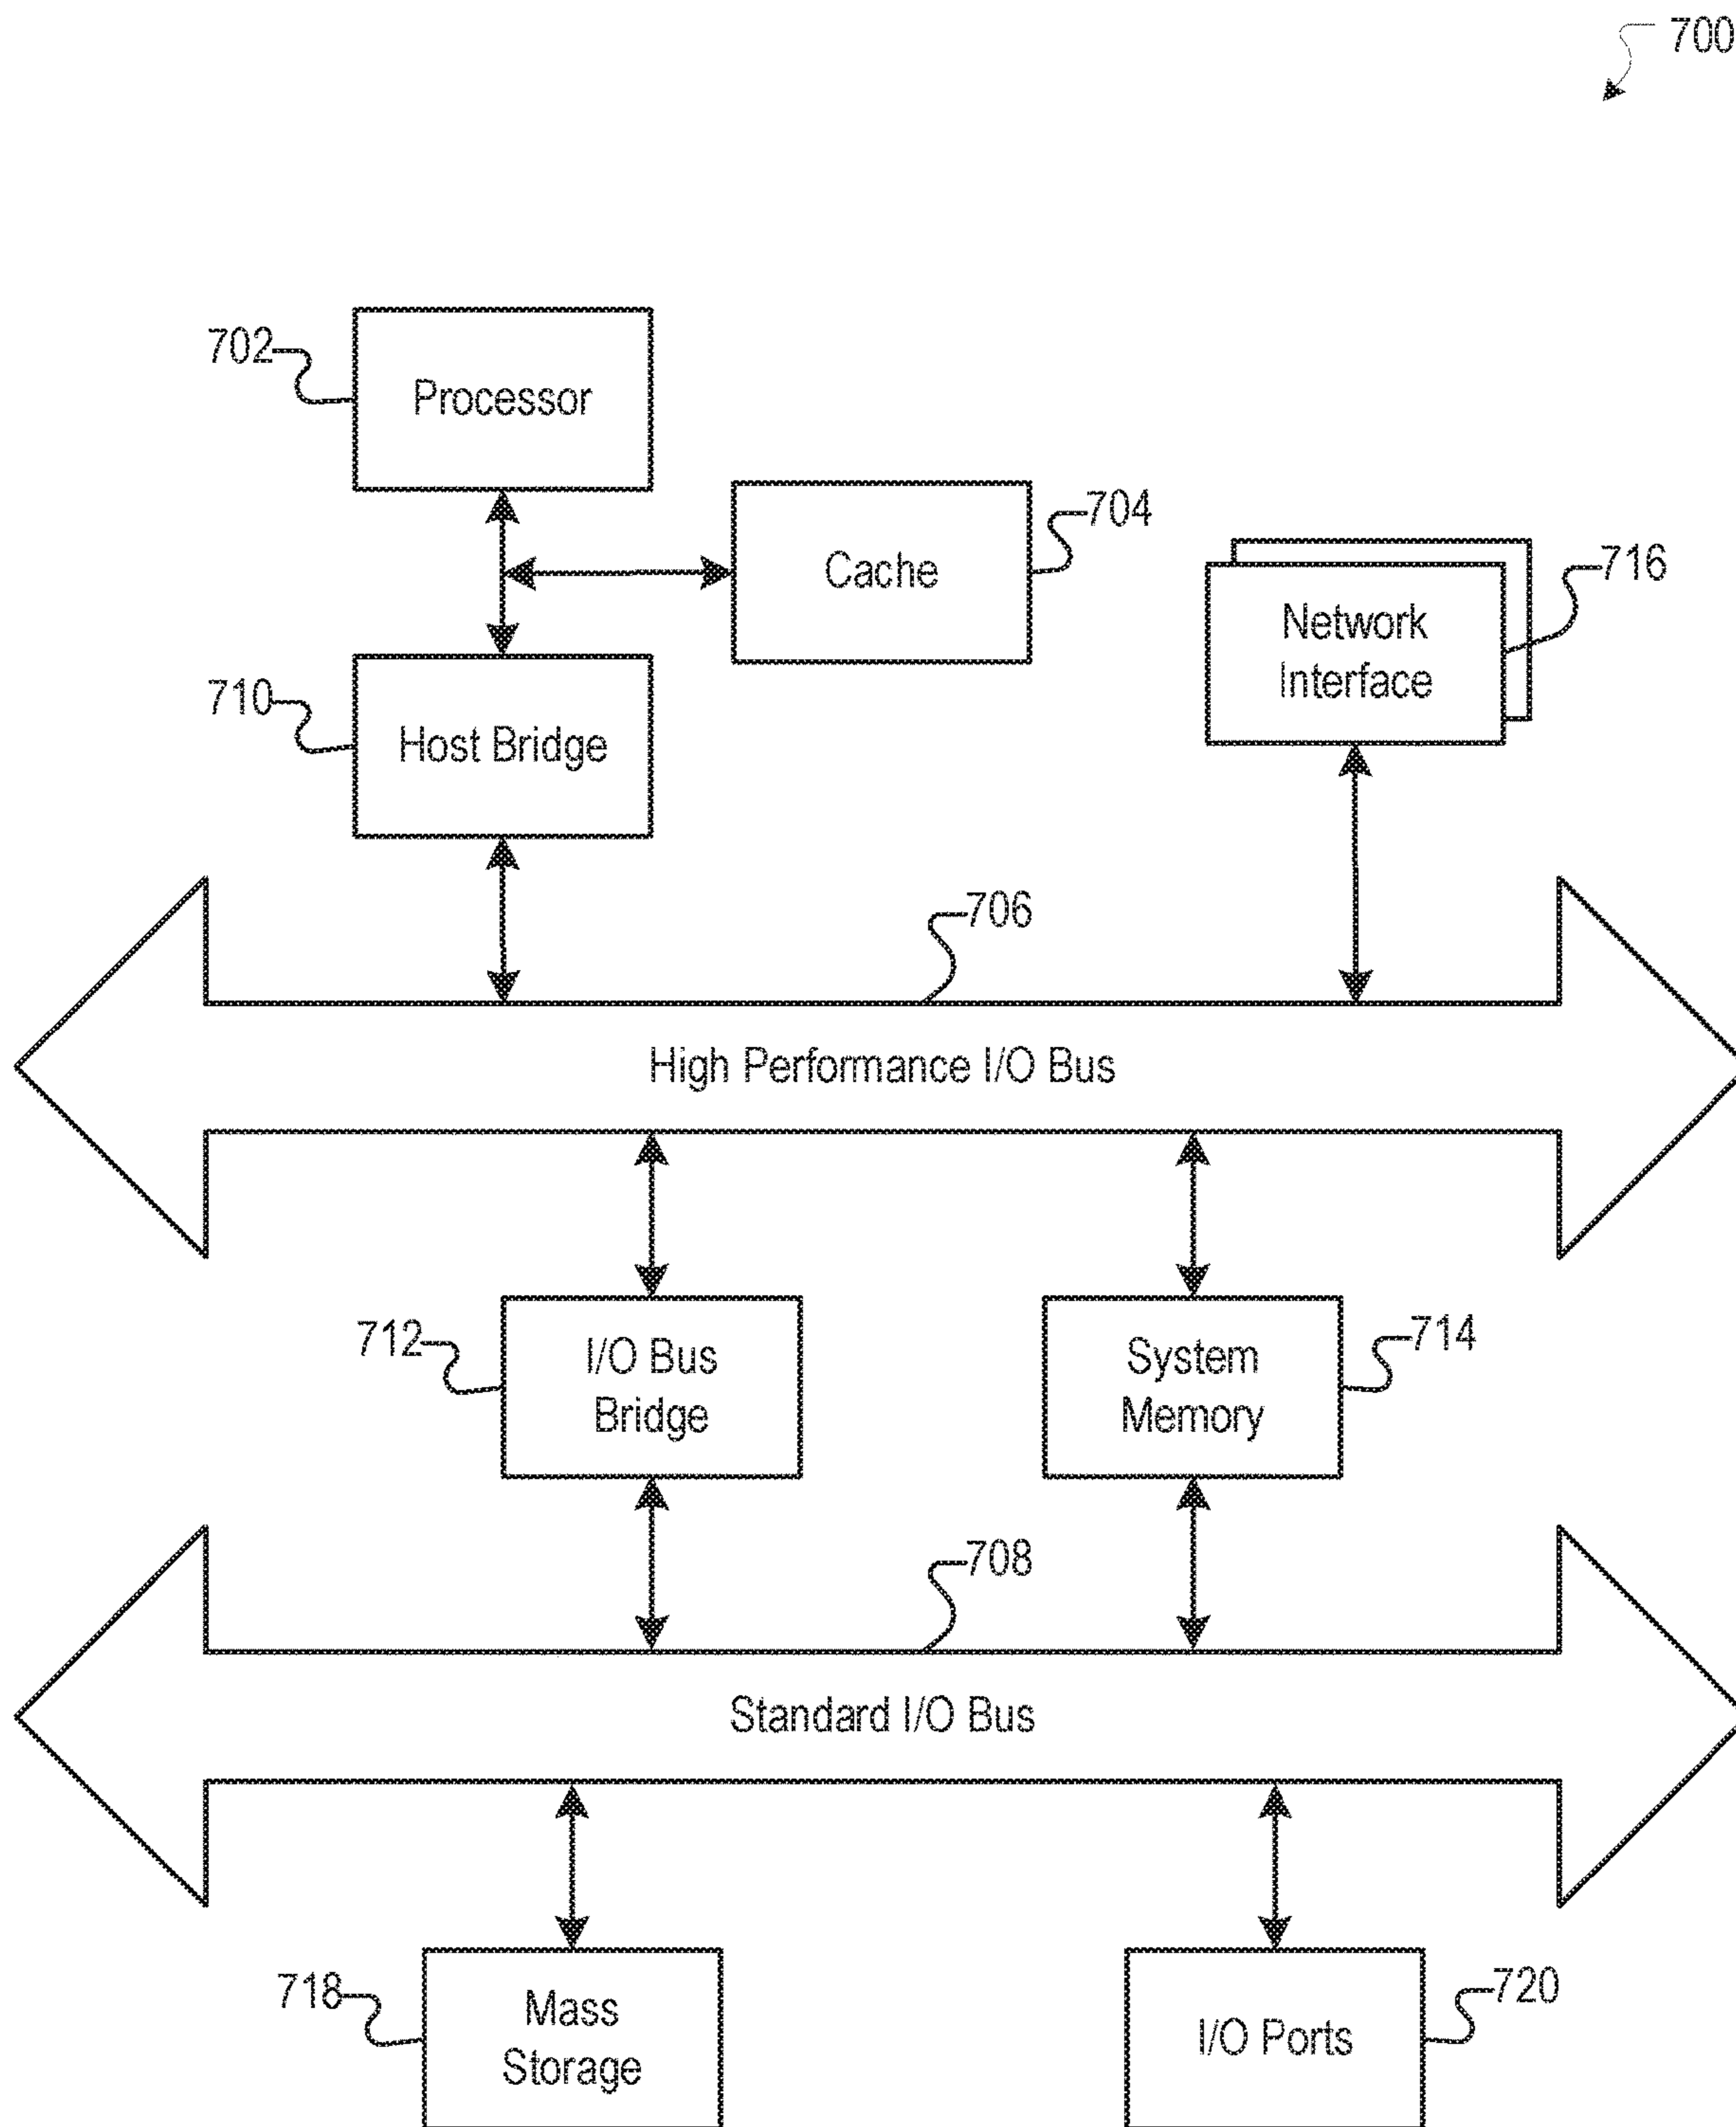 700
702
Processor
704
Cache
716
Network
Interface
710
Host Bridge
706
High Performance I/O Bus
712
I/O Bus
Bridge
714
System
Memory
708
Standard I/O Bus
718
Mass
Storage
720
I/O Ports